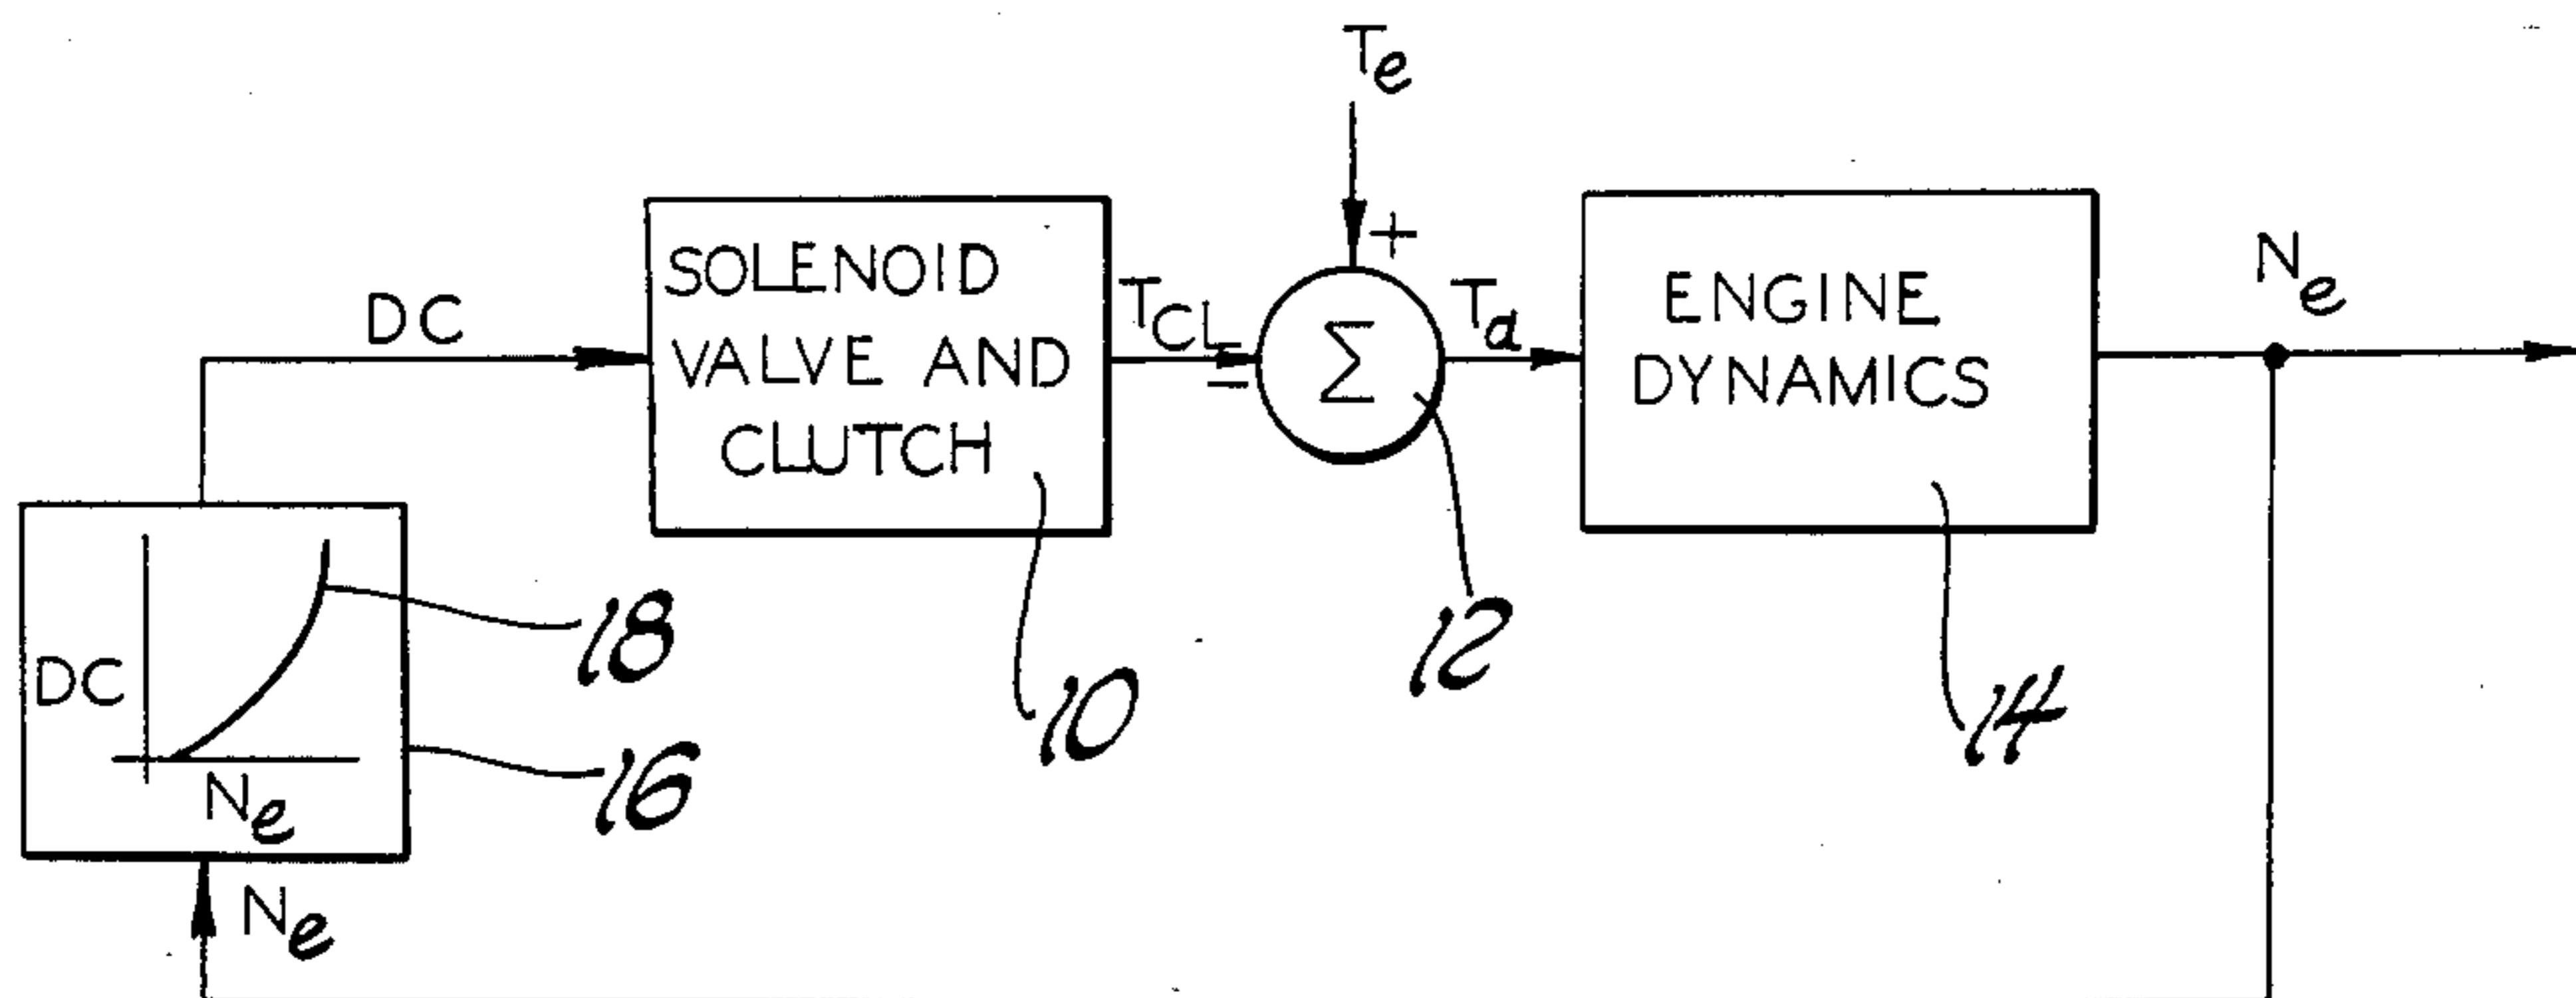 Te
+
SOLENOID
VALVE AND
CLUTCH
DC
TCL
−
Σ
Ta
ENGINE
DYNAMICS
Ne
DC
Ne
18
16
10
12
14
Ne